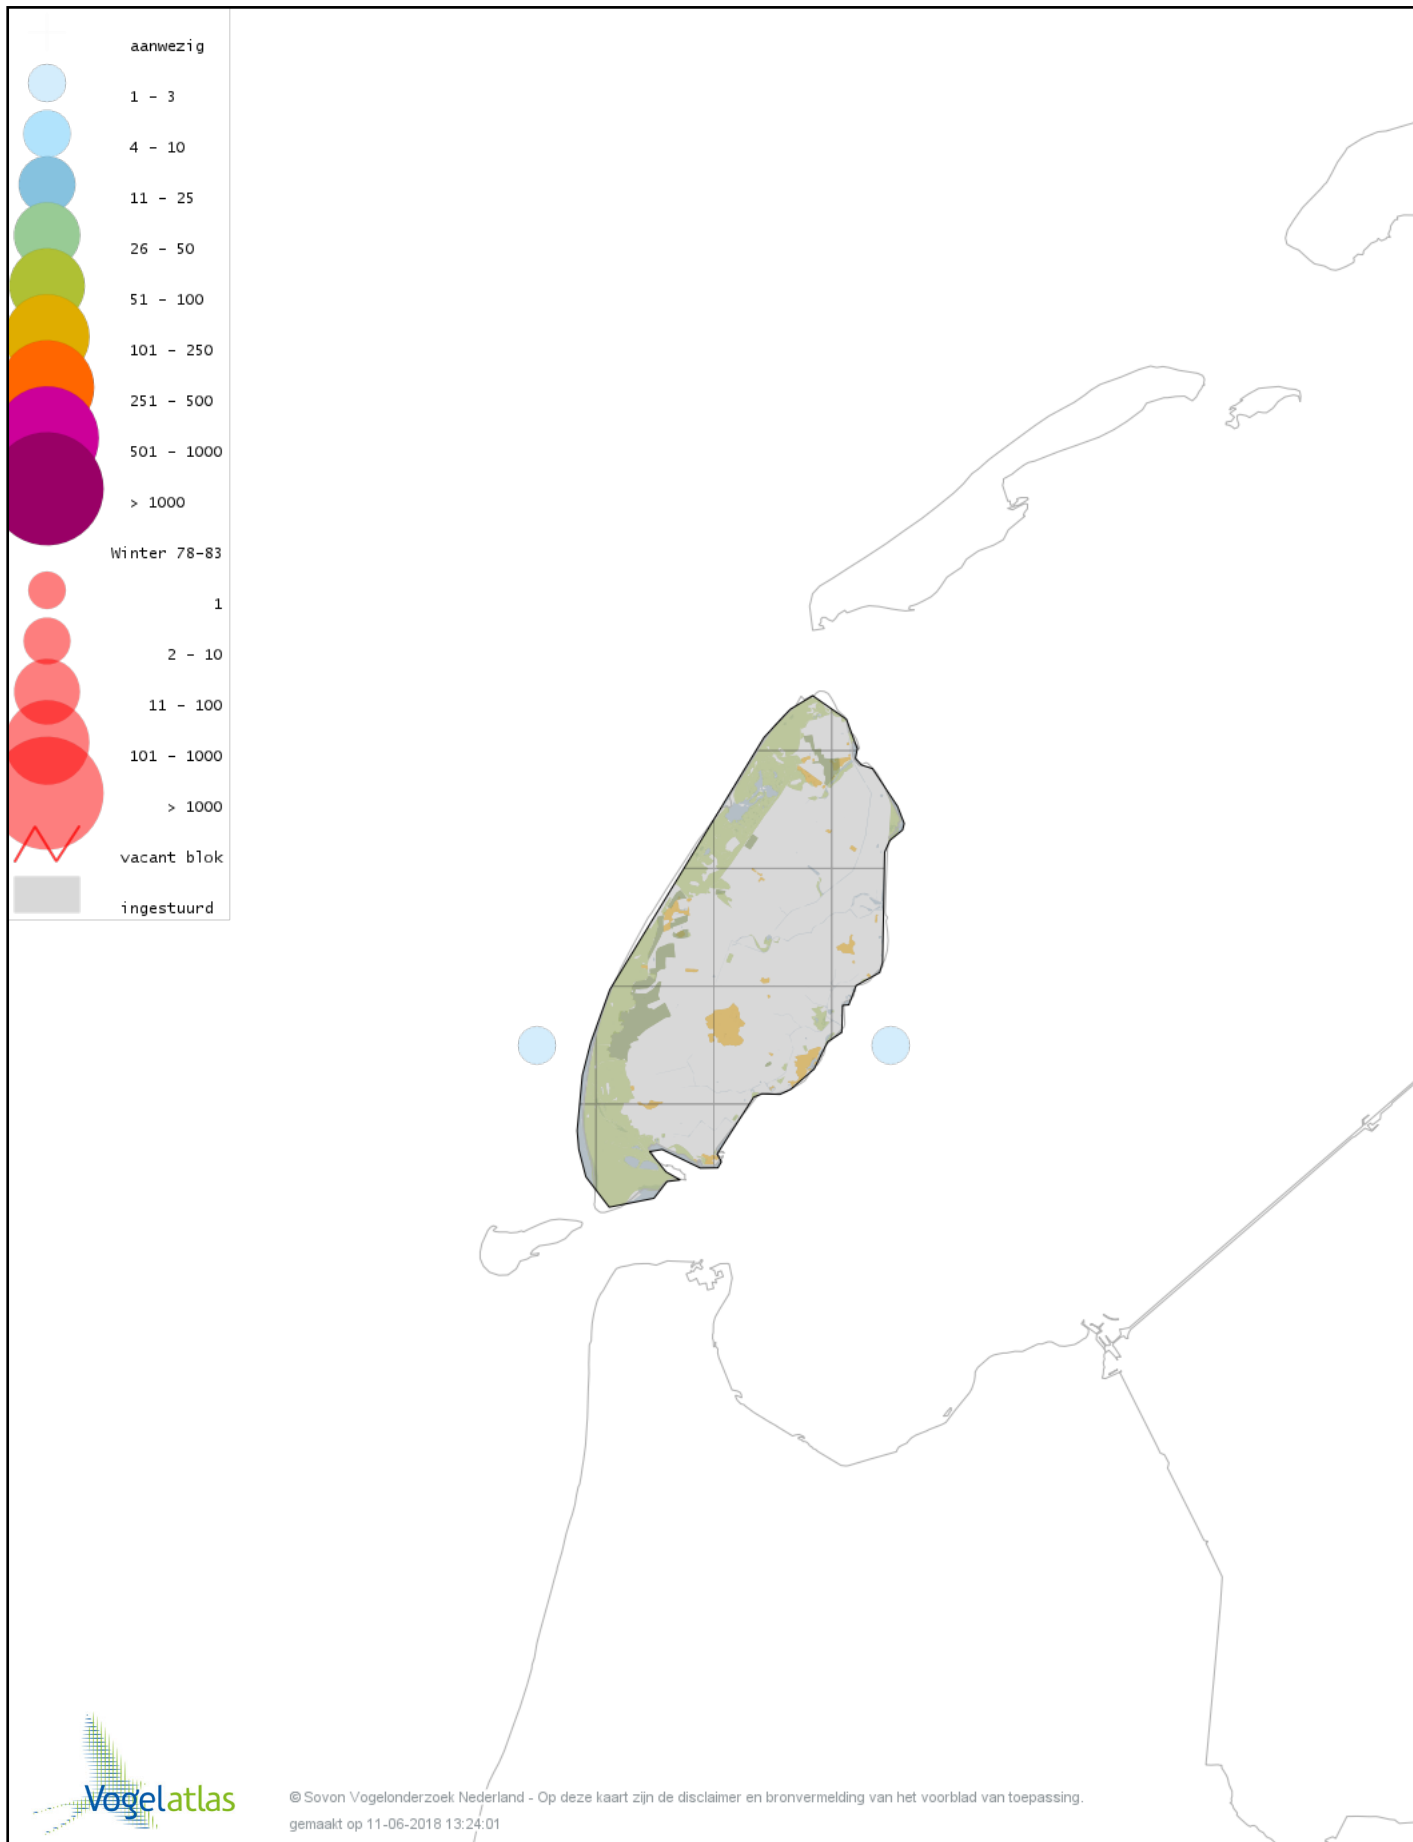 aanwezig
1 - 3
4 - 10
11 - 25
26 - 50
51 - 100
101 - 250
251 - 500
501 - 1000
> 1000
Winter 78-83
1
2 - 10
11 - 100
101 - 1000
> 1000
vacant blok
ingestuurd
Vogelatlas
© Sovon Vogelonderzoek Nederland - Op deze kaart zijn de disclaimer en bronvermelding van het voorblad van toepassing.
gemaakt op 11-06-2018 13:24:01